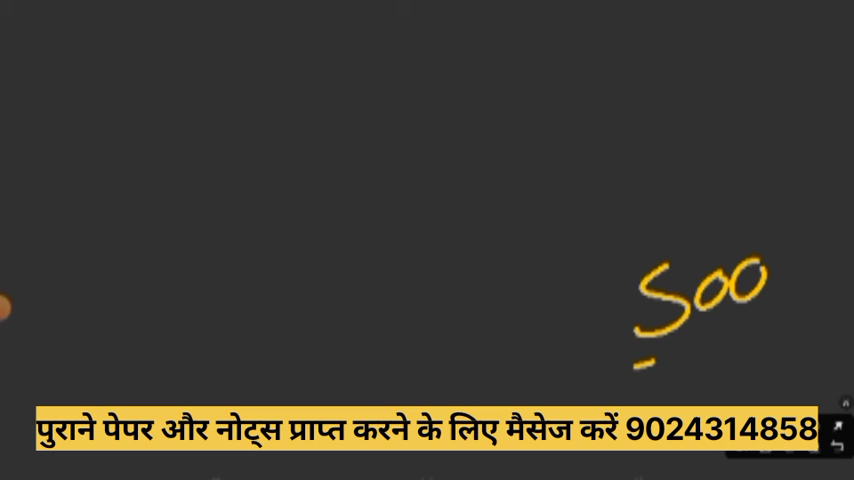 500
पुराने पेपर और नोट्स प्राप्त करने के लिए मैसेज करें 9024314858